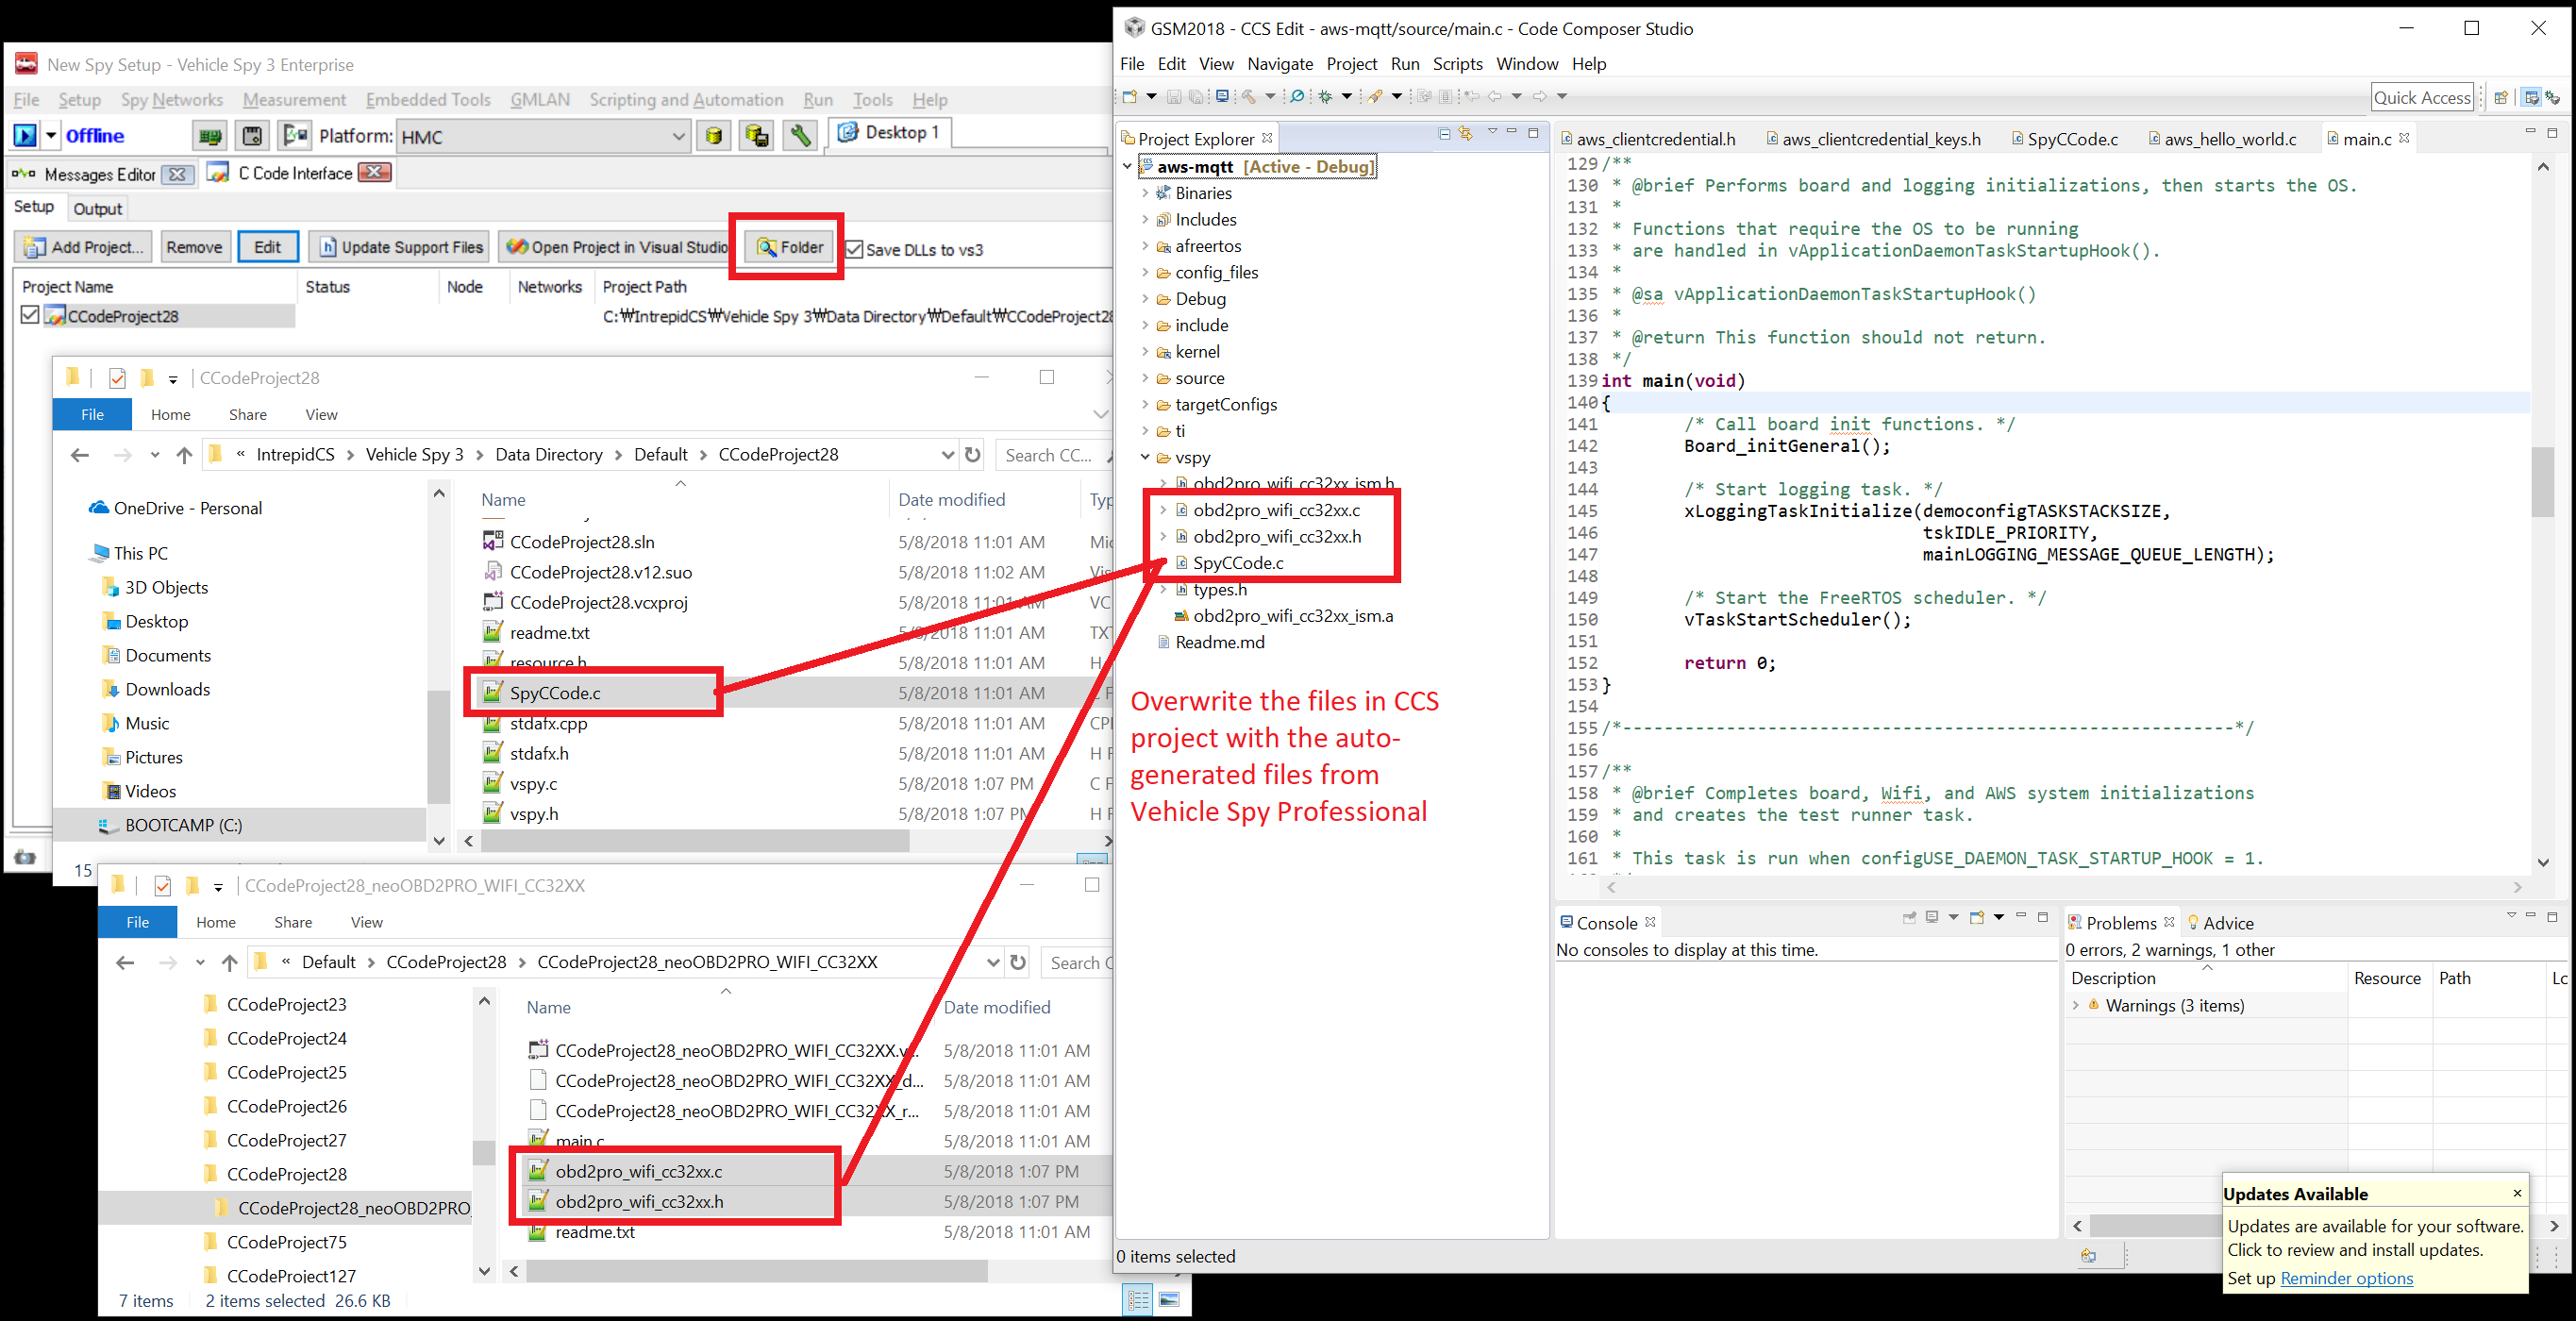 New Spy Setup - Vehicle Spy 3 Enterprise
File Setup Spy Networks Measurement Embedded Tools GMLAN Scripting and Automation Run Tools Help
Offline Platform: HMC Desktop 1
Messages Editor C Code Interface
Setup Output
Add Project... Remove Edit Update Support Files Open Project in Visual Studio Folder Save DLLs to vs3
Project Name Status Node Networks Project Path
CCodeProject28 C:₩IntrepidCS₩Vehicle Spy 3₩Data Directory₩Default₩CCodeProject28
CCodeProject28
File Home Share View
« IntrepidCS > Vehicle Spy 3 > Data Directory > Default > CCodeProject28 Search CC...
Name Date modified
OneDrive - Personal
This PC
3D Objects
Desktop
Documents
Downloads
Music
Pictures
Videos
BOOTCAMP (C:)
CCodeProject28.sln 5/8/2018 11:01 AM
CCodeProject28.v12.suo 5/8/2018 11:02 AM
CCodeProject28.vcxproj 5/8/2018 11:01 AM VC
readme.txt 5/8/2018 11:01 AM TXT
resource.h 5/8/2018 11:01 AM H
SpyCCode.c 5/8/2018 11:01 AM C F
stdafx.cpp 5/8/2018 11:01 AM CPP
stdafx.h 5/8/2018 11:01 AM H F
vspy.c 5/8/2018 1:07 PM C F
vspy.h 5/8/2018 1:07 PM H F
15
CCodeProject28_neoOBD2PRO_WIFI_CC32XX
File Home Share View
« Default > CCodeProject28 > CCodeProject28_neoOBD2PRO_WIFI_CC32XX Search C
Name Date modified
CCodeProject23
CCodeProject24
CCodeProject25
CCodeProject26
CCodeProject27
CCodeProject28
CCodeProject28_neoOBD2PRO_
CCodeProject75
CCodeProject127
CCodeProject28_neoOBD2PRO_WIFI_CC32XX.v... 5/8/2018 11:01 AM
CCodeProject28_neoOBD2PRO_WIFI_CC32XX_d... 5/8/2018 11:01 AM
CCodeProject28_neoOBD2PRO_WIFI_CC32XX_r... 5/8/2018 11:01 AM
main.c 5/8/2018 11:01 AM
obd2pro_wifi_cc32xx.c 5/8/2018 1:07 PM
obd2pro_wifi_cc32xx.h 5/8/2018 1:07 PM
readme.txt 5/8/2018 11:01 AM
7 items 2 items selected 26.6 KB
GSM2018 - CCS Edit - aws-mqtt/source/main.c - Code Composer Studio
File Edit View Navigate Project Run Scripts Window Help
Quick Access
Project Explorer
aws-mqtt [Active - Debug]
Binaries
Includes
afreertos
config_files
Debug
include
kernel
source
targetConfigs
ti
vspy
obd2pro_wifi_cc32xx_ism.h
obd2pro_wifi_cc32xx.c
obd2pro_wifi_cc32xx.h
SpyCCode.c
types.h
obd2pro_wifi_cc32xx_ism.a
Readme.md
Overwrite the files in CCS
project with the auto-
generated files from
Vehicle Spy Professional
0 items selected
aws_clientcredential.h aws_clientcredential_keys.h SpyCCode.c aws_hello_world.c main.c
129 /**
130 * @brief Performs board and logging initializations, then starts the OS.
131 *
132 * Functions that require the OS to be running
133 * are handled in vApplicationDaemonTaskStartupHook().
134 *
135 * @sa vApplicationDaemonTaskStartupHook()
136 *
137 * @return This function should not return.
138 */
139 int main(void)
140 {
141 /* Call board init functions. */
142 Board_initGeneral();
143
144 /* Start logging task. */
145 xLoggingTaskInitialize(democonfigTASKSTACKSIZE,
146 tskIDLE_PRIORITY,
147 mainLOGGING_MESSAGE_QUEUE_LENGTH);
148
149 /* Start the FreeRTOS scheduler. */
150 vTaskStartScheduler();
151
152 return 0;
153 }
154
155 /*-----------------------------------------------------------*/
156
157 /**
158 * @brief Completes board, Wifi, and AWS system initializations
159 * and creates the test runner task.
160 *
161 * This task is run when configUSE_DAEMON_TASK_STARTUP_HOOK = 1.
Console
No consoles to display at this time.
Problems Advice
0 errors, 2 warnings, 1 other
Description Resource Path Lc
Warnings (3 items)
Updates Available ×
Updates are available for your software.
Click to review and install updates.
Set up Reminder options